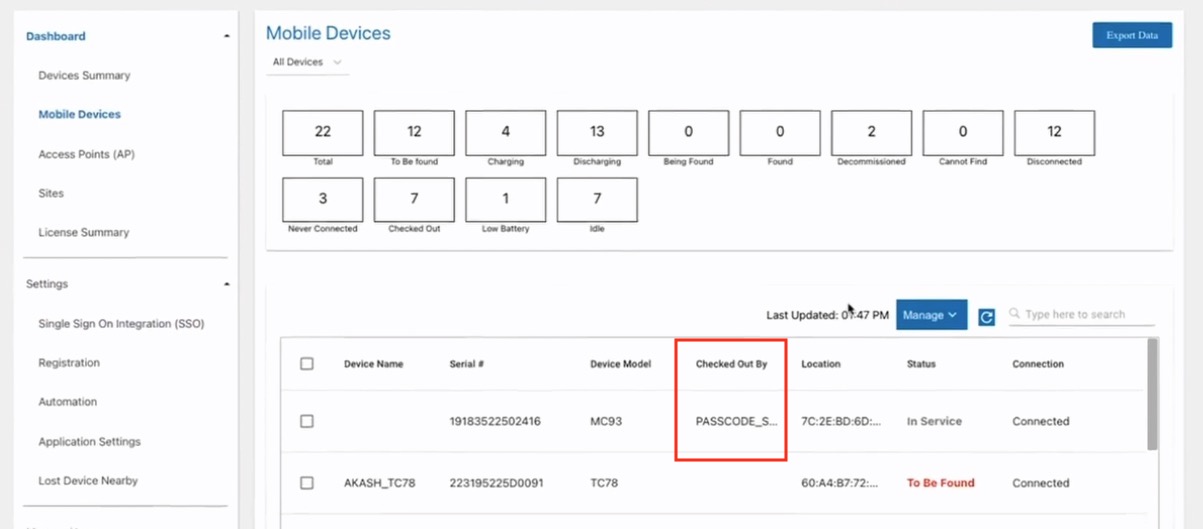 Dashboard
Devices Summary
Mobile Devices
Access Points (AP)
Sites
License Summary
Settings
Single Sign On Integration (SSO)
Registration
Automation
Application Settings
Lost Device Nearby
Mobile Devices
Export Data
All Devices
22 12 4 13 0 0 2 0 12
Total To Be found Charging Discharging Being Found Found Decommissioned Cannot Find Disconnected
3 7 1 7
Never Connected Checked Out Low Battery Idle
Last Updated: 01:47 PM Manage Type here to search
Device Name Serial # Device Model Checked Out By Location Status Connection
19183522502416 MC93 PASSCODE_S... 7C:2E:BD:6D:... In Service Connected
AKASH_TC78 223195225D0091 TC78 60:A4:B7:72:... To Be Found Connected